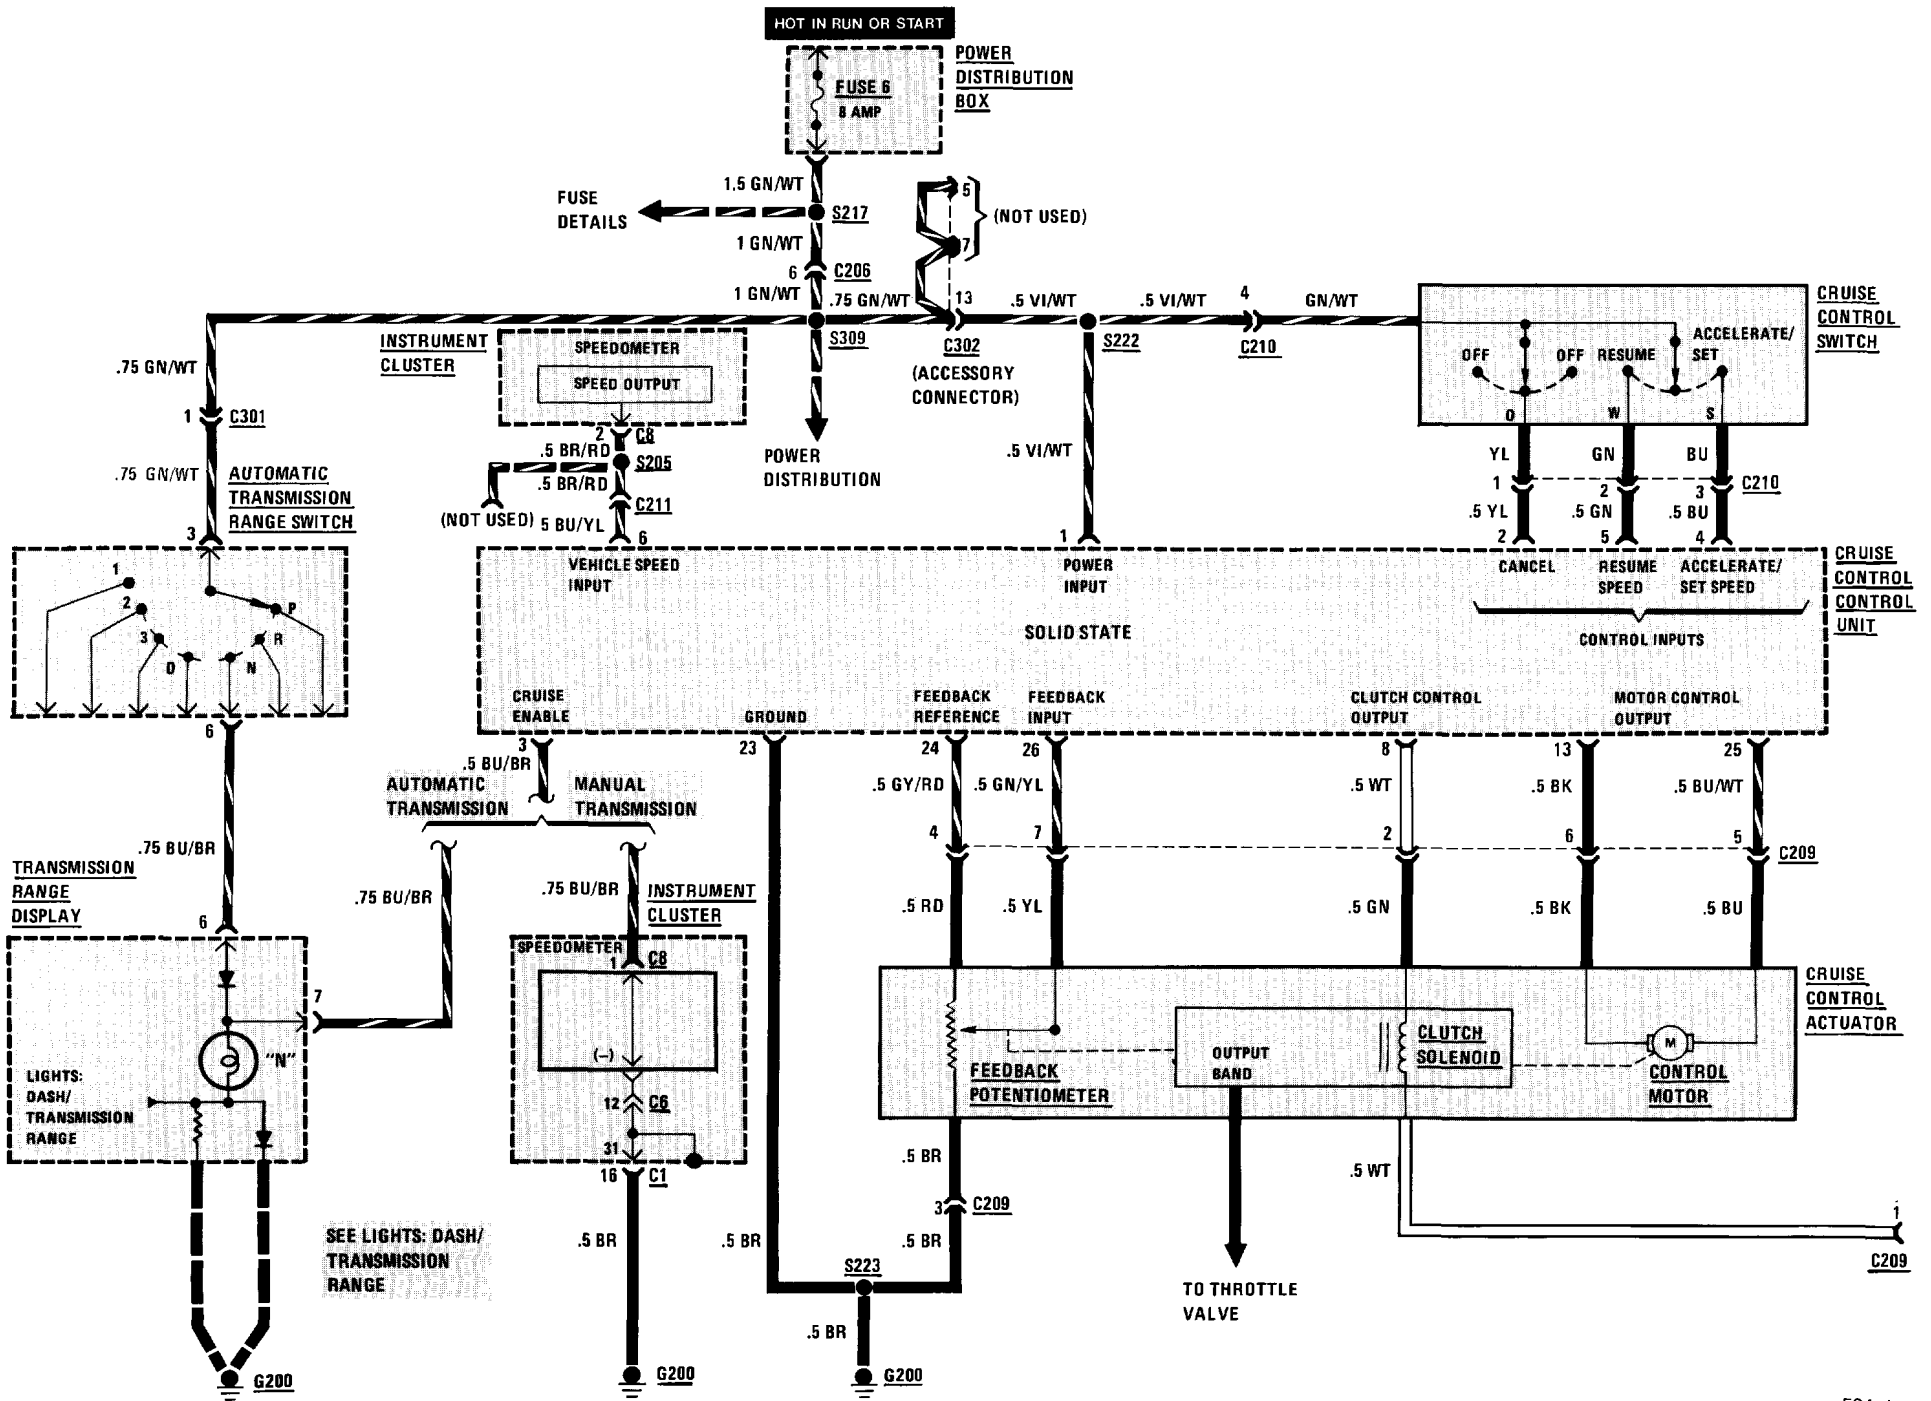 HOT IN RUN OR START
POWER
DISTRIBUTION
BOX
FUSE 6
8 AMP
1.5 GN/WT
FUSE
DETAILS
S217
5
7
(NOT USED)
1 GN/WT
6
C206
1 GN/WT
.75 GN/WT
13
.5 VI/WT
.5 VI/WT
4
GN/WT
S309
C302
(ACCESSORY
CONNECTOR)
S222
C210
CRUISE
CONTROL
SWITCH
ACCELERATE/
SET
OFF
OFF
RESUME
O
W
S
INSTRUMENT
CLUSTER
SPEEDOMETER
SPEED OUTPUT
.75 GN/WT
1
C301
.75 GN/WT
AUTOMATIC
TRANSMISSION
RANGE SWITCH
3
2
C8
.5 BR/RD
S205
.5 BR/RD
C211
(NOT USED)
5 BU/YL
6
POWER
DISTRIBUTION
.5 VI/WT
1
YL
GN
BU
1
2
3
C210
.5 YL
.5 GN
.5 BU
2
5
4
1
2
3
D
N
R
P
6
VEHICLE SPEED
INPUT
POWER
INPUT
CANCEL
RESUME
SPEED
ACCELERATE/
SET SPEED
CONTROL INPUTS
SOLID STATE
CRUISE
CONTROL
CONTROL
UNIT
CRUISE
ENABLE
GROUND
FEEDBACK
REFERENCE
FEEDBACK
INPUT
CLUTCH CONTROL
OUTPUT
MOTOR CONTROL
OUTPUT
3
23
24
26
8
13
25
.5 BU/BR
AUTOMATIC
TRANSMISSION
MANUAL
TRANSMISSION
.5 GY/RD
.5 GN/YL
.5 WT
.5 BK
.5 BU/WT
4
7
2
6
5
C209
.75 BU/BR
TRANSMISSION
RANGE
DISPLAY
6
.75 BU/BR
.75 BU/BR
INSTRUMENT
CLUSTER
.5 RD
.5 YL
.5 GN
.5 BK
.5 BU
SPEEDOMETER
1
C8
7
"N"
LIGHTS:
DASH/
TRANSMISSION
RANGE
(−)
12
C6
31
16
C1
CRUISE
CONTROL
ACTUATOR
OUTPUT
BAND
CLUTCH
SOLENOID
M
CONTROL
MOTOR
FEEDBACK
POTENTIOMETER
.5 BR
3
C209
.5 WT
1
C209
SEE LIGHTS: DASH/
TRANSMISSION
RANGE
.5 BR
.5 BR
.5 BR
S223
.5 BR
TO THROTTLE
VALVE
G200
G200
G200